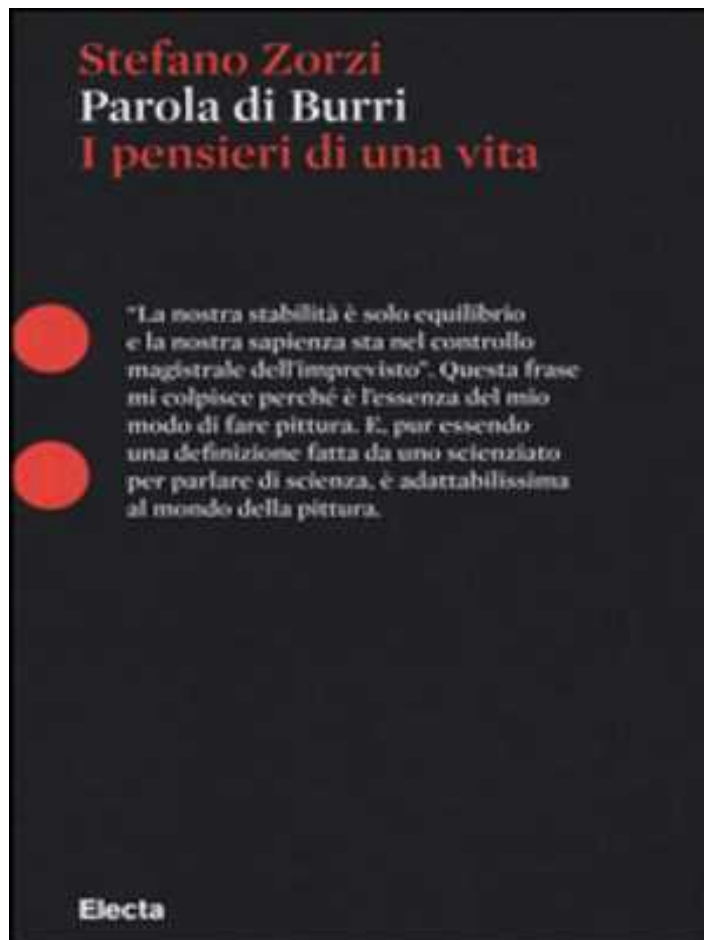 Stefano Zorzi
Parola di Burri
I pensieri di una vita
“La nostra stabilità è solo equilibrio
e la nostra sapienza sta nel controllo
magistrale dell'imprevisto”. Questa frase
mi colpisce perché è l'essenza del mio
modo di fare pittura. E, pur essendo
una definizione fatta da uno scienziato
per parlare di scienza, è adattabilissima
al mondo della pittura.
Electa